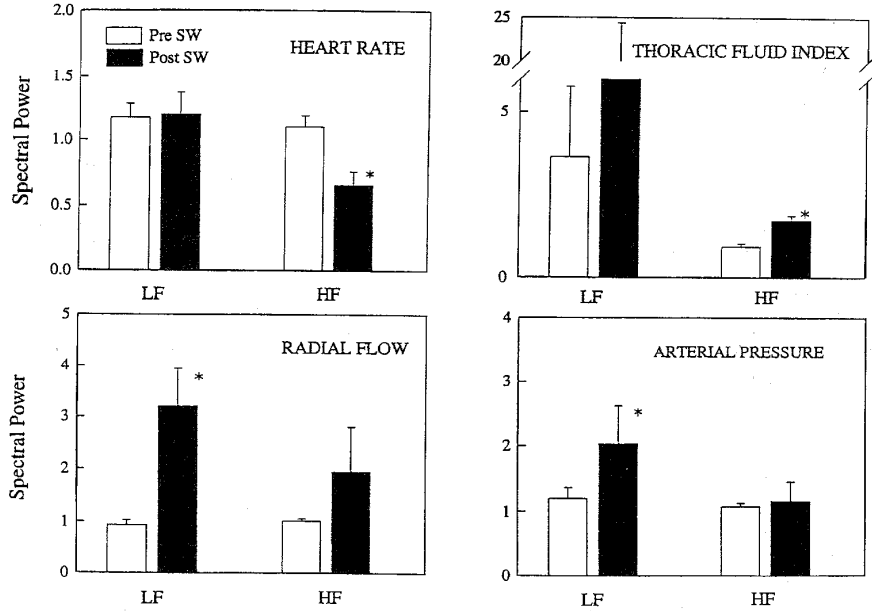 2.0
1.5
1.0
0.5
0.0
Spectral Power
Pre SW
Post SW
HEART RATE
*
LF HF
25
20
5
0
THORACIC FLUID INDEX
*
LF HF
5
4
3
2
1
0
Spectral Power
RADIAL FLOW
*
LF HF
4
3
2
1
0
ARTERIAL PRESSURE
*
LF HF